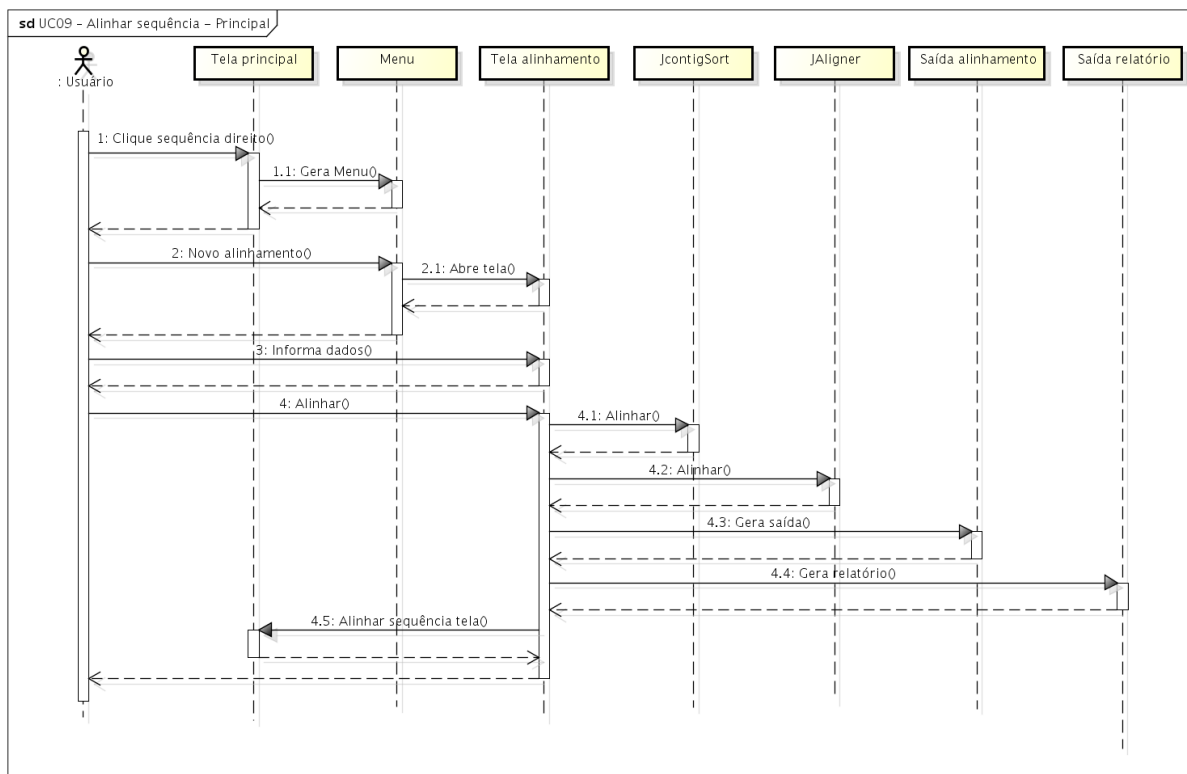 sd UC09 - Alinhar sequência - Principal
: Usuário
Tela principal
Menu
Tela alinhamento
JcontigSort
JAligner
Saída alinhamento
Saída relatório
1: Clique sequência direito()
1.1: Gera Menu()
2: Novo alinhamento()
2.1: Abre tela()
3: Informa dados()
4: Alinhar()
4.1: Alinhar()
4.2: Alinhar()
4.3: Gera saída()
4.4: Gera relatório()
4.5: Alinhar sequência tela()